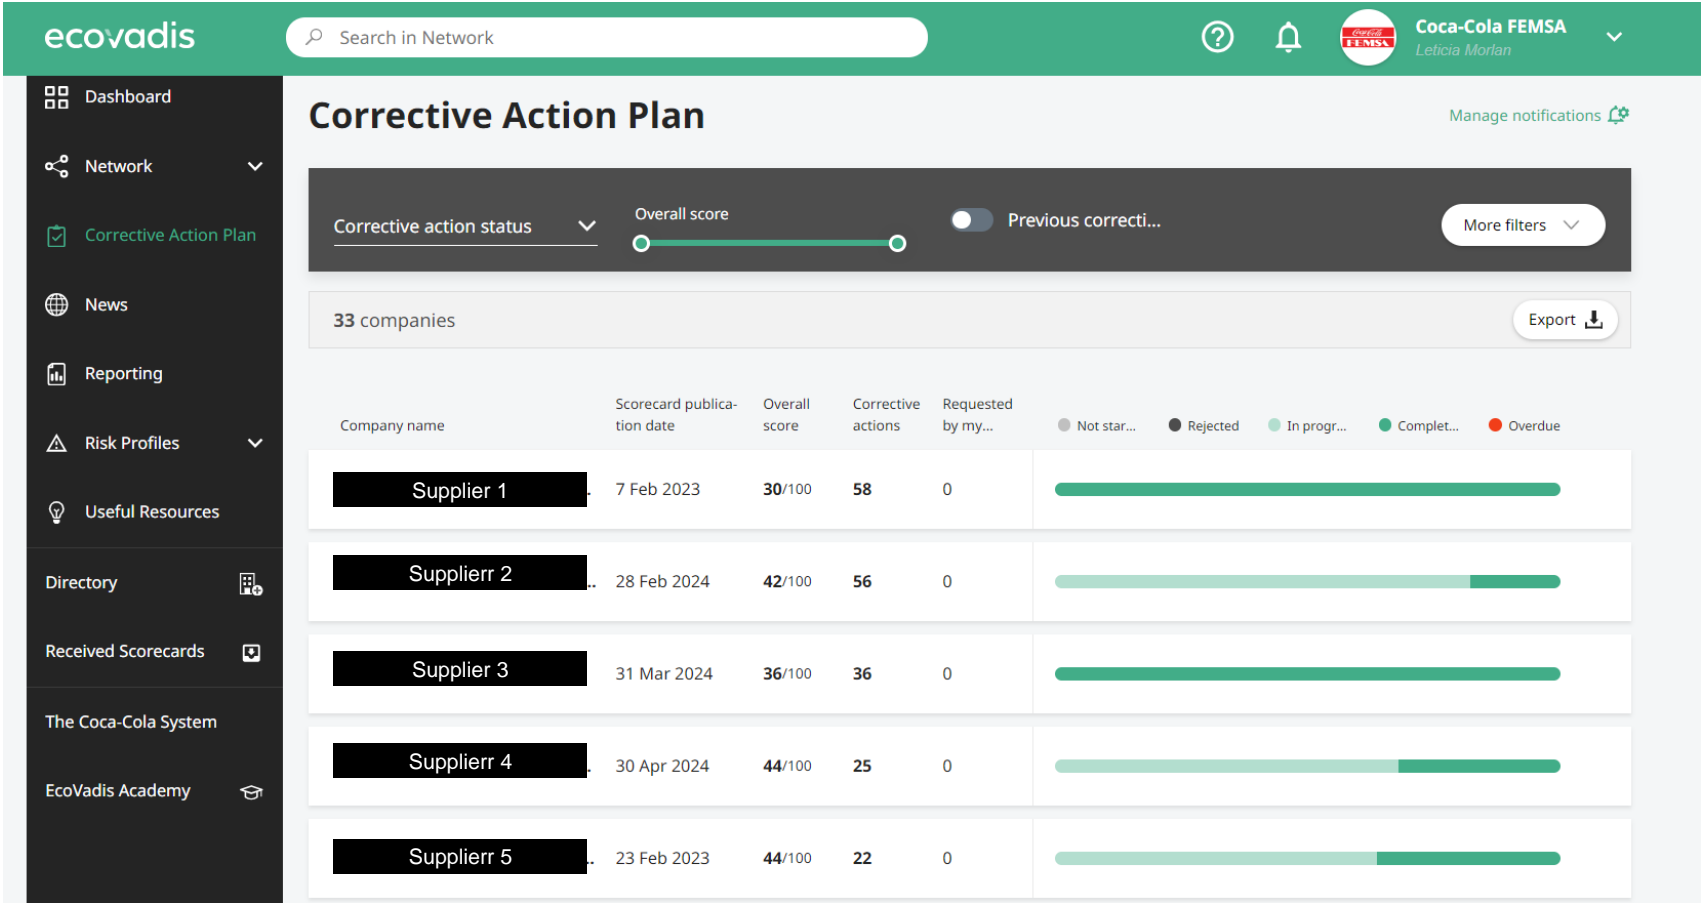 ecovadis
Search in Network
Coca-Cola FEMSA
Leticia Morlan
Coca-Cola
FEMSA
Dashboard
Network
Corrective Action Plan
News
Reporting
Risk Profiles
Useful Resources
Directory
Received Scorecards
The Coca-Cola System
EcoVadis Academy
Corrective Action Plan
Manage notifications
Corrective action status
Overall score
Previous correcti...
More filters
33 companies
Export
Company name
Scorecard publica-
tion date
Overall
score
Corrective
actions
Requested
by my...
Not star...
Rejected
In progr...
Complet...
Overdue
Supplier 1 . 7 Feb 2023 30/100 58 0
Supplierr 2 .. 28 Feb 2024 42/100 56 0
Supplier 3 31 Mar 2024 36/100 36 0
Supplierr 4 . 30 Apr 2024 44/100 25 0
Supplierr 5 .. 23 Feb 2023 44/100 22 0